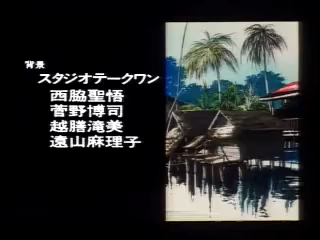 背景
スタジオテークワン
西脇聖悟
菅野博司
越膳滝美
遠山麻理子